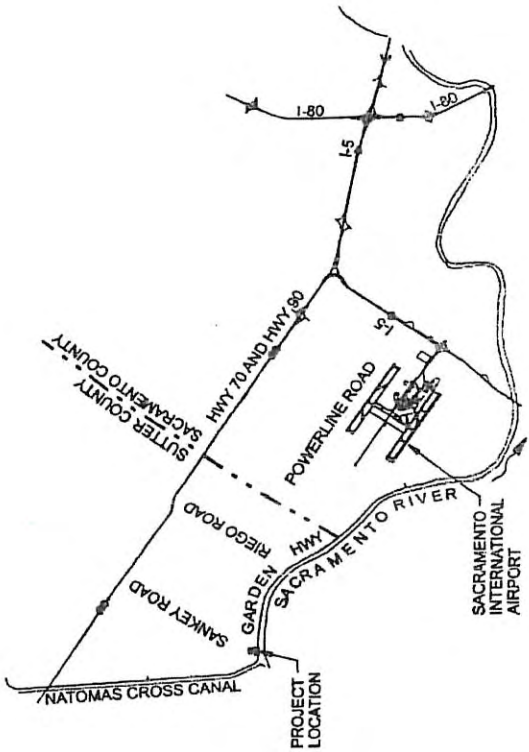 I-80
I-80
I-5
HWY 70 AND HWY 90
SUTTER COUNTY
SACRAMENTO COUNTY
I-5
POWERLINE ROAD
RIEGO ROAD
SANKEY ROAD
GARDEN HWY
SACRAMENTO RIVER
NATOMAS CROSS CANAL
PROJECT
LOCATION
SACRAMENTO
INTERNATIONAL
AIRPORT